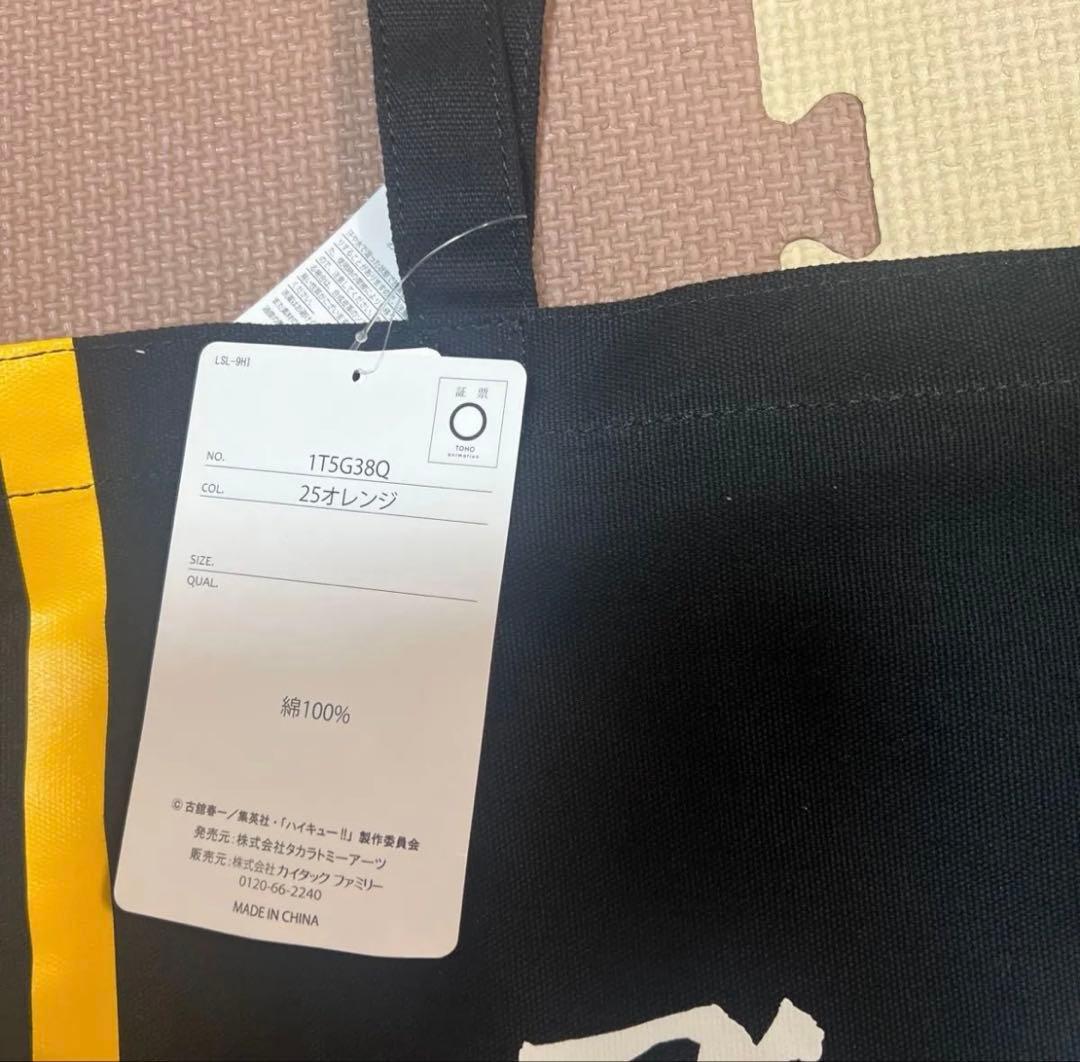 LSL-9HI
証 票
TOHO
animation
NO. 1T5G38Q
COL. 25オレンジ
SIZE.
QUAL.
綿100%
©古舘春一/集英社・「ハイキュー!!」製作委員会
発売元:株式会社タカラトミーアーツ
販売元:株式会社カイタック ファミリー
0120-66-2240
MADE IN CHINA